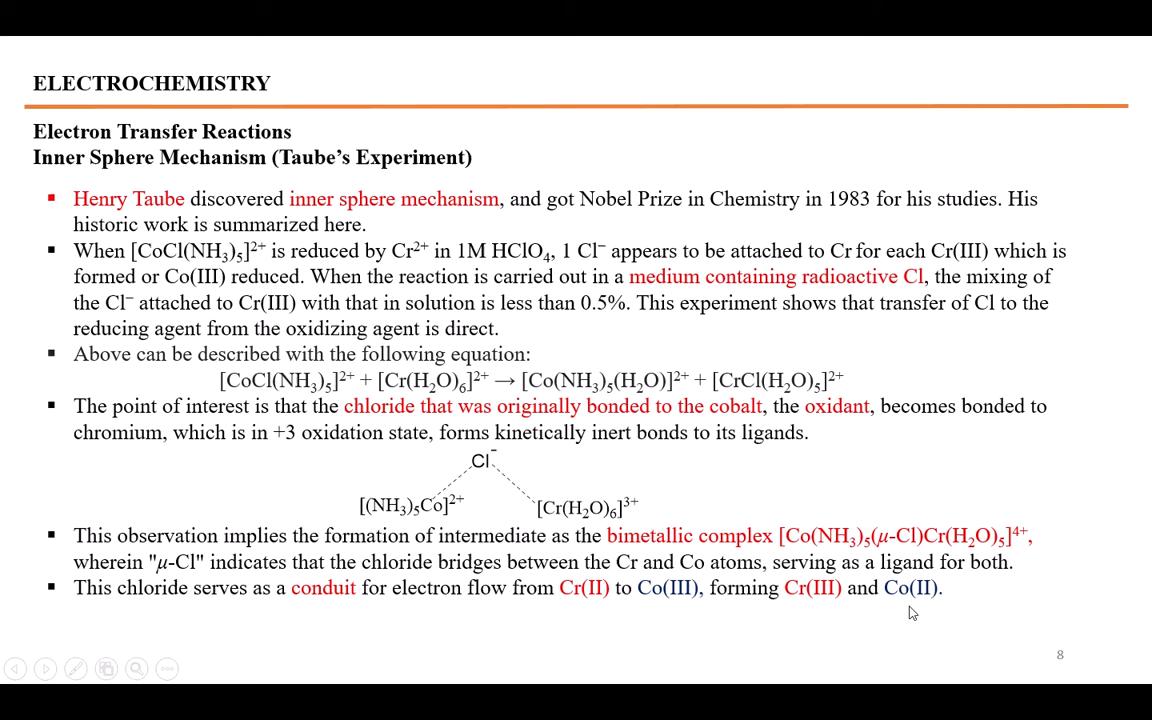 ELECTROCHEMISTRY
Electron Transfer Reactions
Inner Sphere Mechanism (Taube’s Experiment)
▪ Henry Taube discovered inner sphere mechanism, and got Nobel Prize in Chemistry in 1983 for his studies. His
historic work is summarized here.
▪ When [CoCl(NH₃)₅]²⁺ is reduced by Cr²⁺ in 1M HClO₄, 1 Cl⁻ appears to be attached to Cr for each Cr(III) which is
formed or Co(III) reduced. When the reaction is carried out in a medium containing radioactive Cl, the mixing of
the Cl⁻ attached to Cr(III) with that in solution is less than 0.5%. This experiment shows that transfer of Cl to the
reducing agent from the oxidizing agent is direct.
▪ Above can be described with the following equation:
[CoCl(NH₃)₅]²⁺ + [Cr(H₂O)₆]²⁺ → [Co(NH₃)₅(H₂O)]²⁺ + [CrCl(H₂O)₅]²⁺
▪ The point of interest is that the chloride that was originally bonded to the cobalt, the oxidant, becomes bonded to
chromium, which is in +3 oxidation state, forms kinetically inert bonds to its ligands.
Cl⁻
[(NH₃)₅Co]²⁺ [Cr(H₂O)₆]³⁺
▪ This observation implies the formation of intermediate as the bimetallic complex [Co(NH₃)₅(μ-Cl)Cr(H₂O)₅]⁴⁺,
wherein "μ-Cl" indicates that the chloride bridges between the Cr and Co atoms, serving as a ligand for both.
▪ This chloride serves as a conduit for electron flow from Cr(II) to Co(III), forming Cr(III) and Co(II).
8